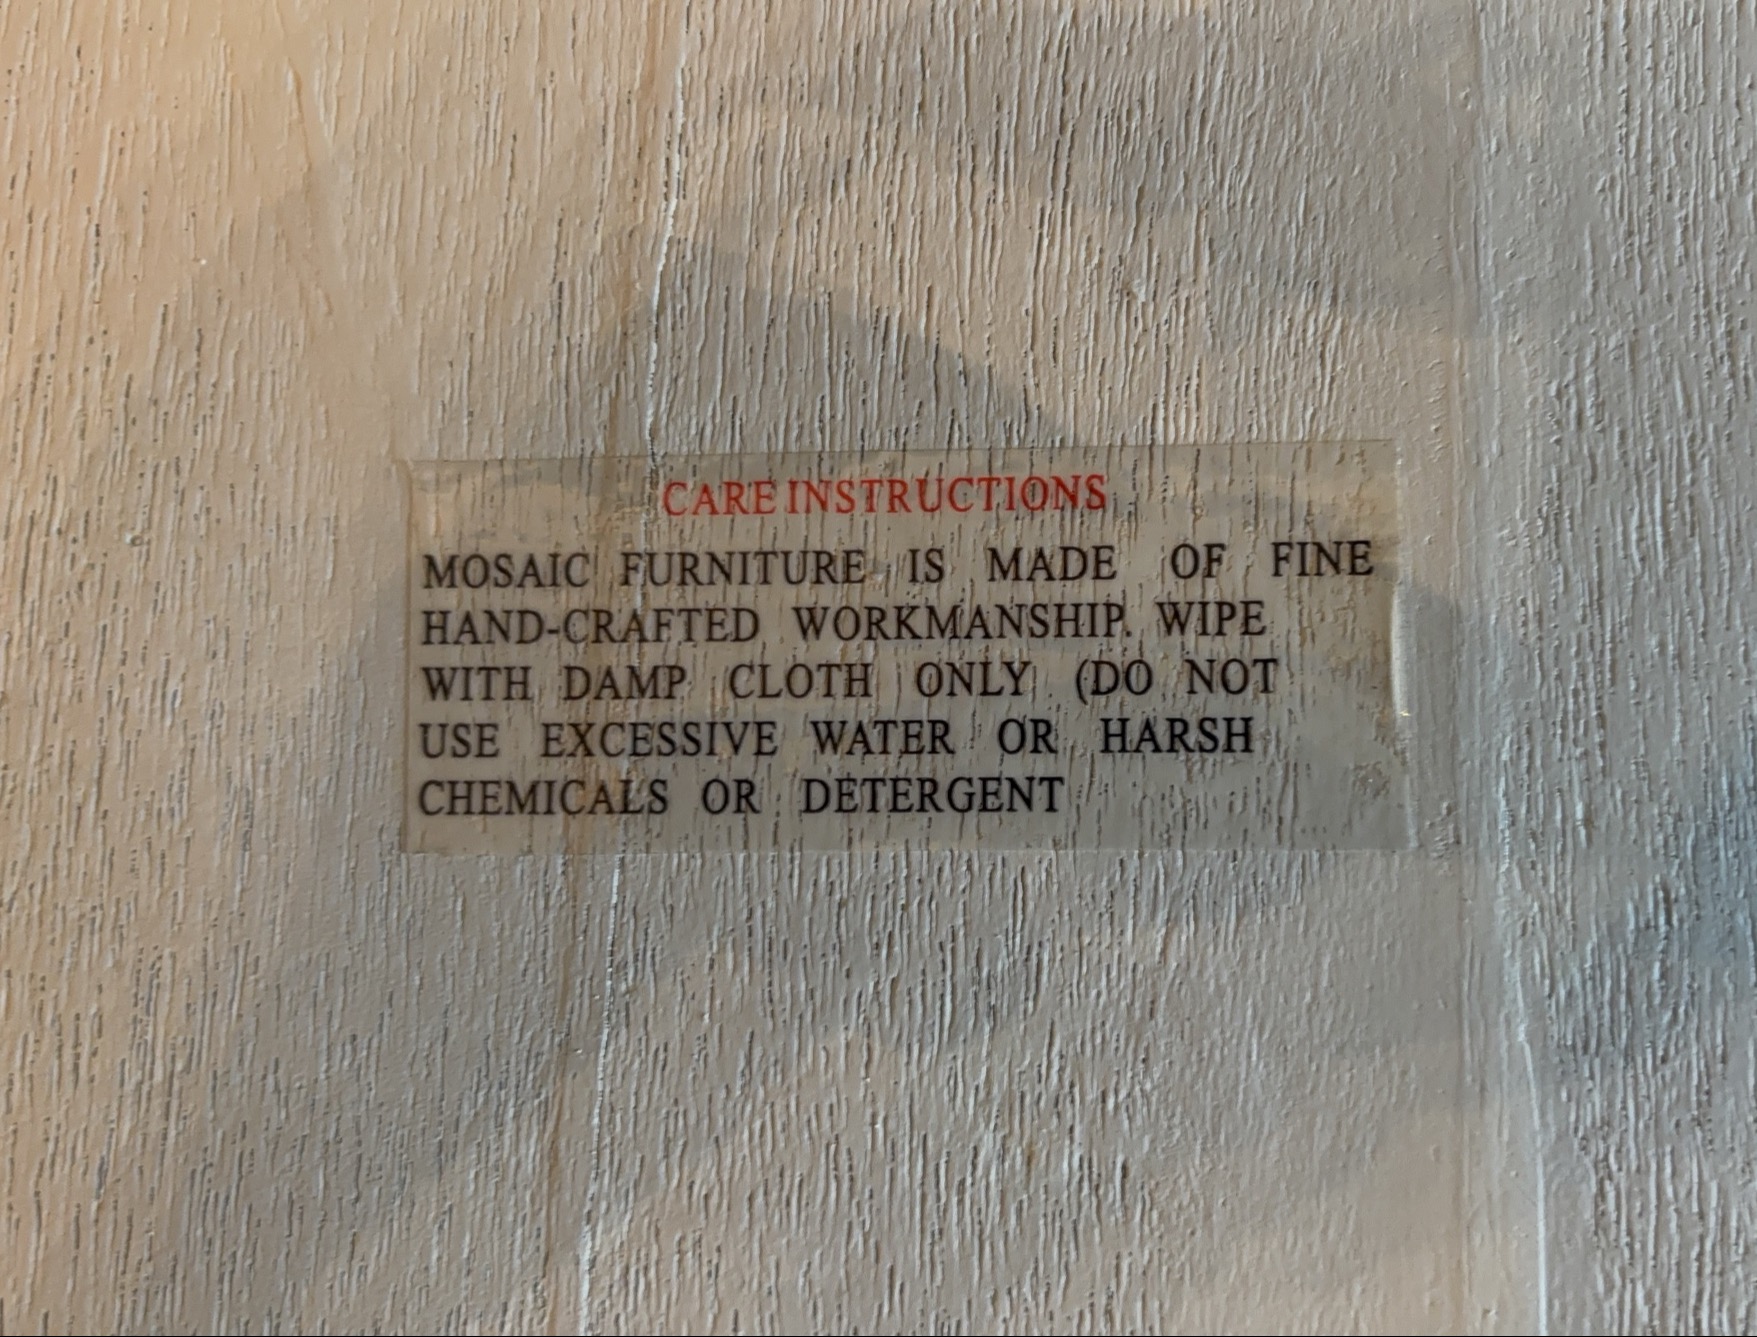 CARE INSTRUCTIONS
MOSAIC FURNITURE IS MADE OF FINE
HAND-CRAFTED WORKMANSHIP. WIPE
WITH DAMP CLOTH ONLY (DO NOT
USE EXCESSIVE WATER OR HARSH
CHEMICALS OR DETERGENT